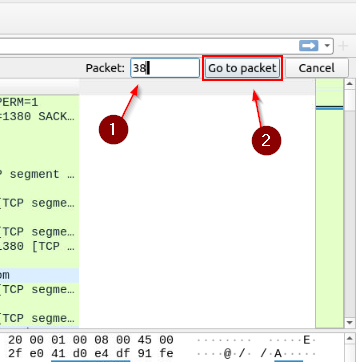 Packet: 38 Go to packet Cancel
PERM=1
=1380 SACK…
1
2
P segment …
[TCP segme…
[TCP segme…
1380 [TCP …
om
[TCP segme…
[TCP segme…
20 00 01 00 08 00 45 00 ········ ·····E·
2f e0 41 d0 e4 df 91 fe ····@·/· /·A·····